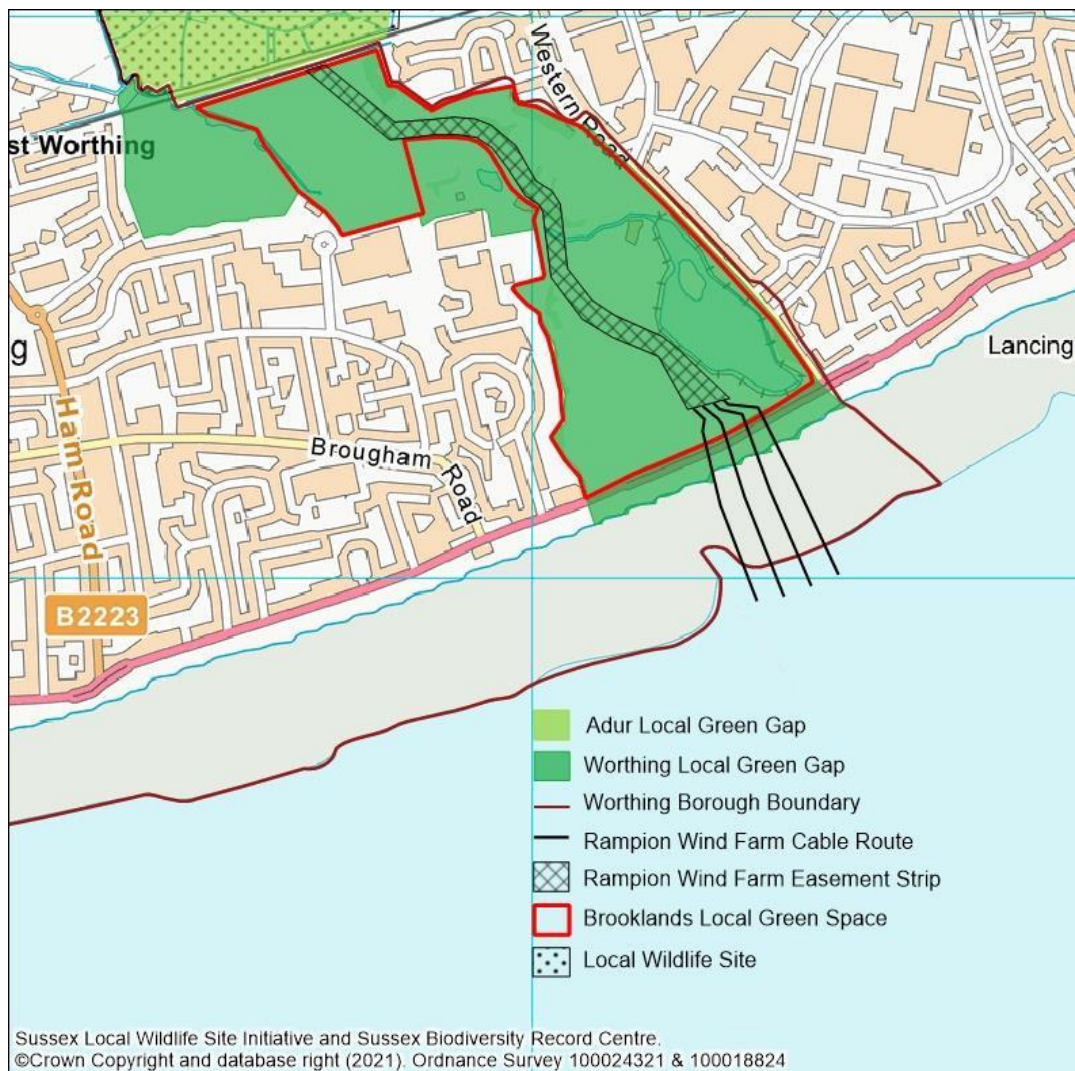 Western Road
st Worthing
Lancing
g
Ham Road
Brougham Road
B2223
Adur Local Green Gap
Worthing Local Green Gap
Worthing Borough Boundary
Rampion Wind Farm Cable Route
Rampion Wind Farm Easement Strip
Brooklands Local Green Space
Local Wildlife Site
Sussex Local Wildlife Site Initiative and Sussex Biodiversity Record Centre.
©Crown Copyright and database right (2021). Ordnance Survey 100024321 & 100018824